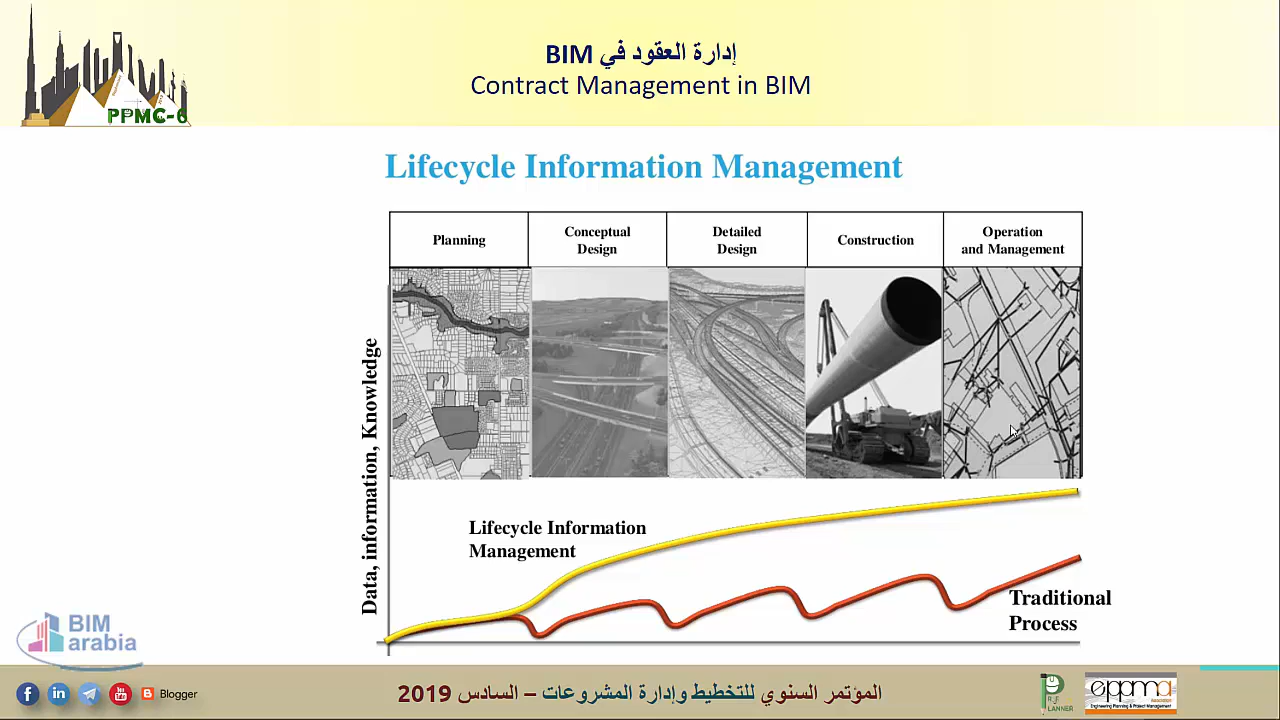 إدارة العقود في BIM
Contract Management in BIM
PPMC-6
Lifecycle Information Management
Planning
Conceptual
Design
Detailed
Design
Construction
Operation
and Management
Data, information, Knowledge
Lifecycle Information
Management
Traditional
Process
BIM
arabia
Blogger
المؤتمر السنوي للتخطيط وإدارة المشروعات – السادس 2019
PLANNER
eppma
Engineering Planning & Project Management